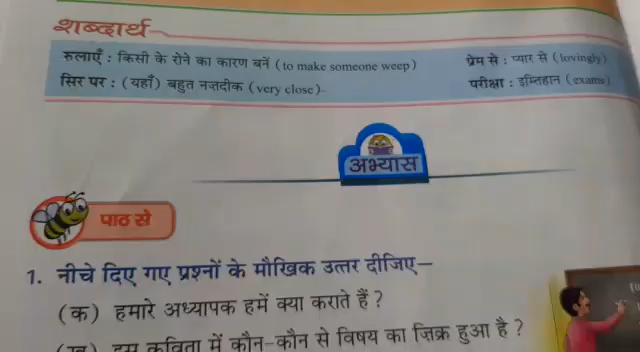 शब्दार्थ
रुलाएँ : किसी के रोने का कारण बनें (to make someone weep) प्रेम से : प्यार से (lovingly)
सिर पर : (यहाँ) बहुत नज़दीक (very close) परीक्षा : इम्तिहान (exams)
अभ्यास
पाठ से
1. नीचे दिए गए प्रश्नों के मौखिक उत्तर दीजिए—
(क) हमारे अध्यापक हमें क्या कराते हैं ?
(ख) इस कविता में कौन-कौन से विषय का ज़िक्र हुआ है ?